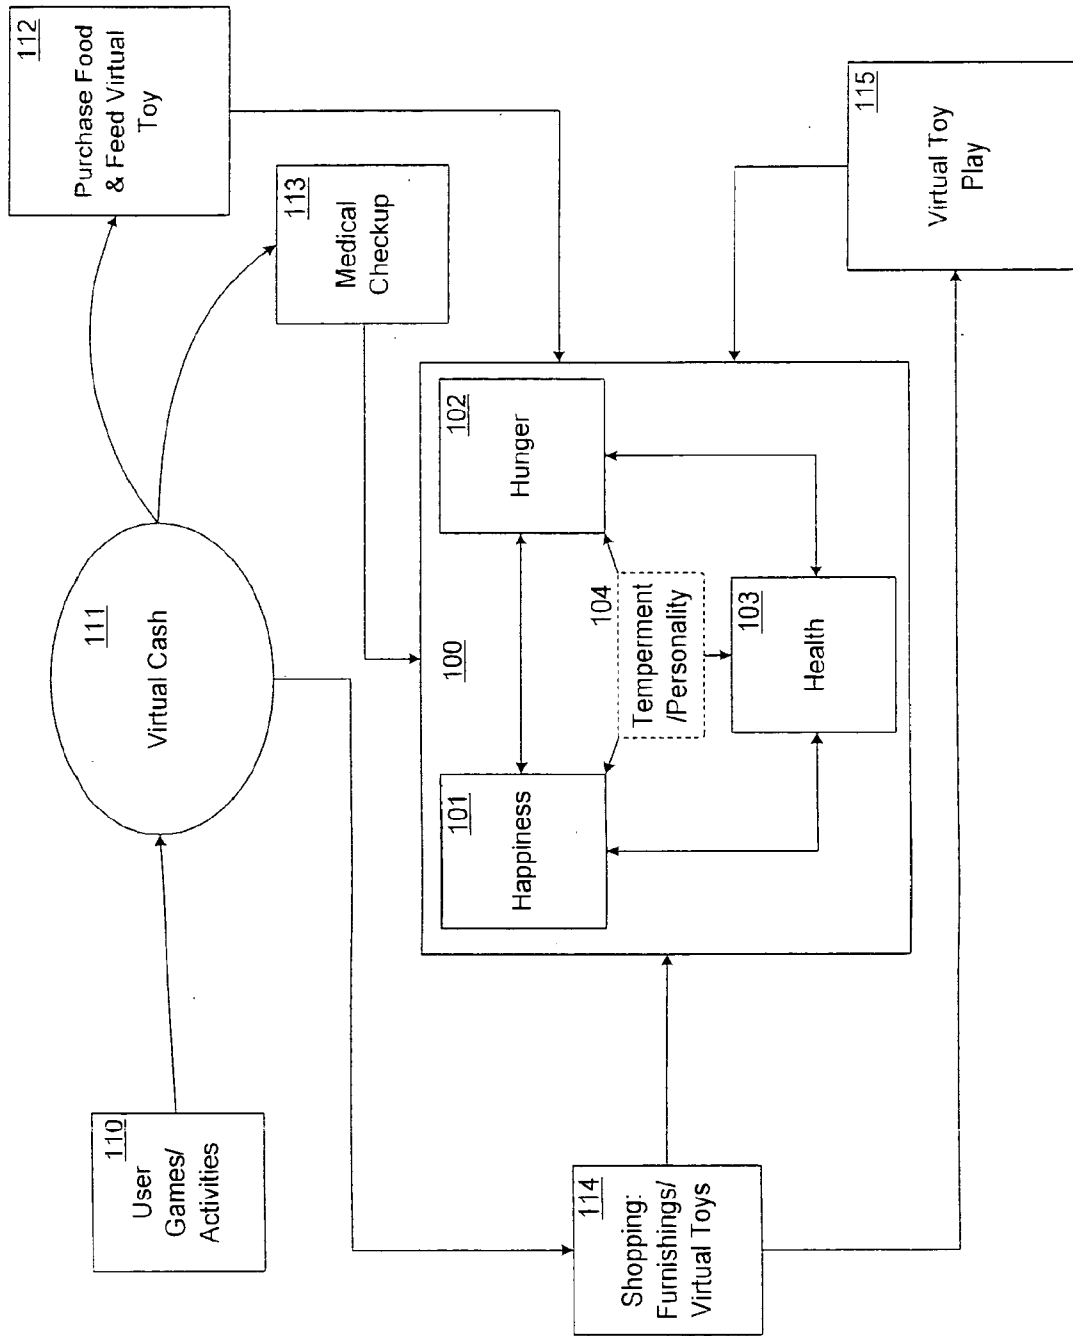 110
User
Games/
Activities
111
Virtual Cash
112
Purchase Food
& Feed Virtual
Toy
113
Medical
Checkup
100
101
Happiness
102
Hunger
104
Temperment
/Personality
103
Health
114
Shopping:
Furnishings/
Virtual Toys
115
Virtual Toy
Play